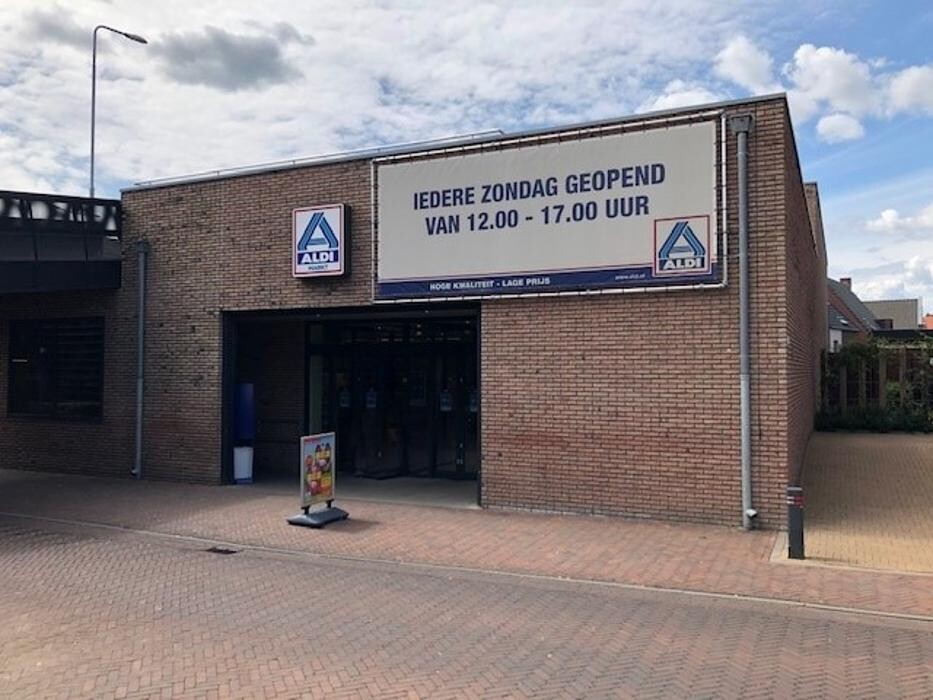 IEDERE ZONDAG GEOPEND
VAN 12.00 - 17.00 UUR
ALDI
MARKT
ALDI
HOGE KWALITEIT - LAGE PRIJS
www.aldi.nl